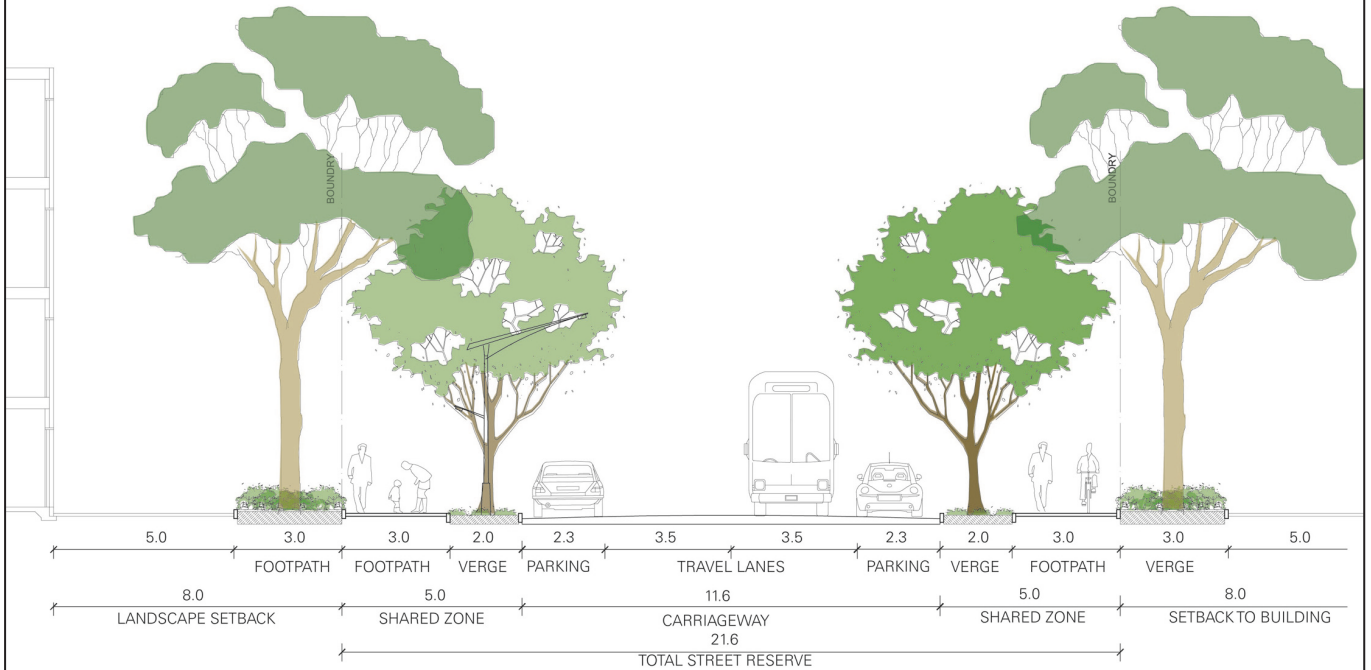 BOUNDRY
BOUNDRY
5.0 3.0 3.0 2.0 2.3 3.5 3.5 2.3 2.0 3.0 3.0 5.0
FOOTPATH FOOTPATH VERGE PARKING TRAVEL LANES PARKING VERGE FOOTPATH VERGE
8.0 5.0 11.6 5.0 8.0
LANDSCAPE SETBACK SHARED ZONE CARRIAGEWAY SHARED ZONE SETBACK TO BUILDING
21.6
TOTAL STREET RESERVE